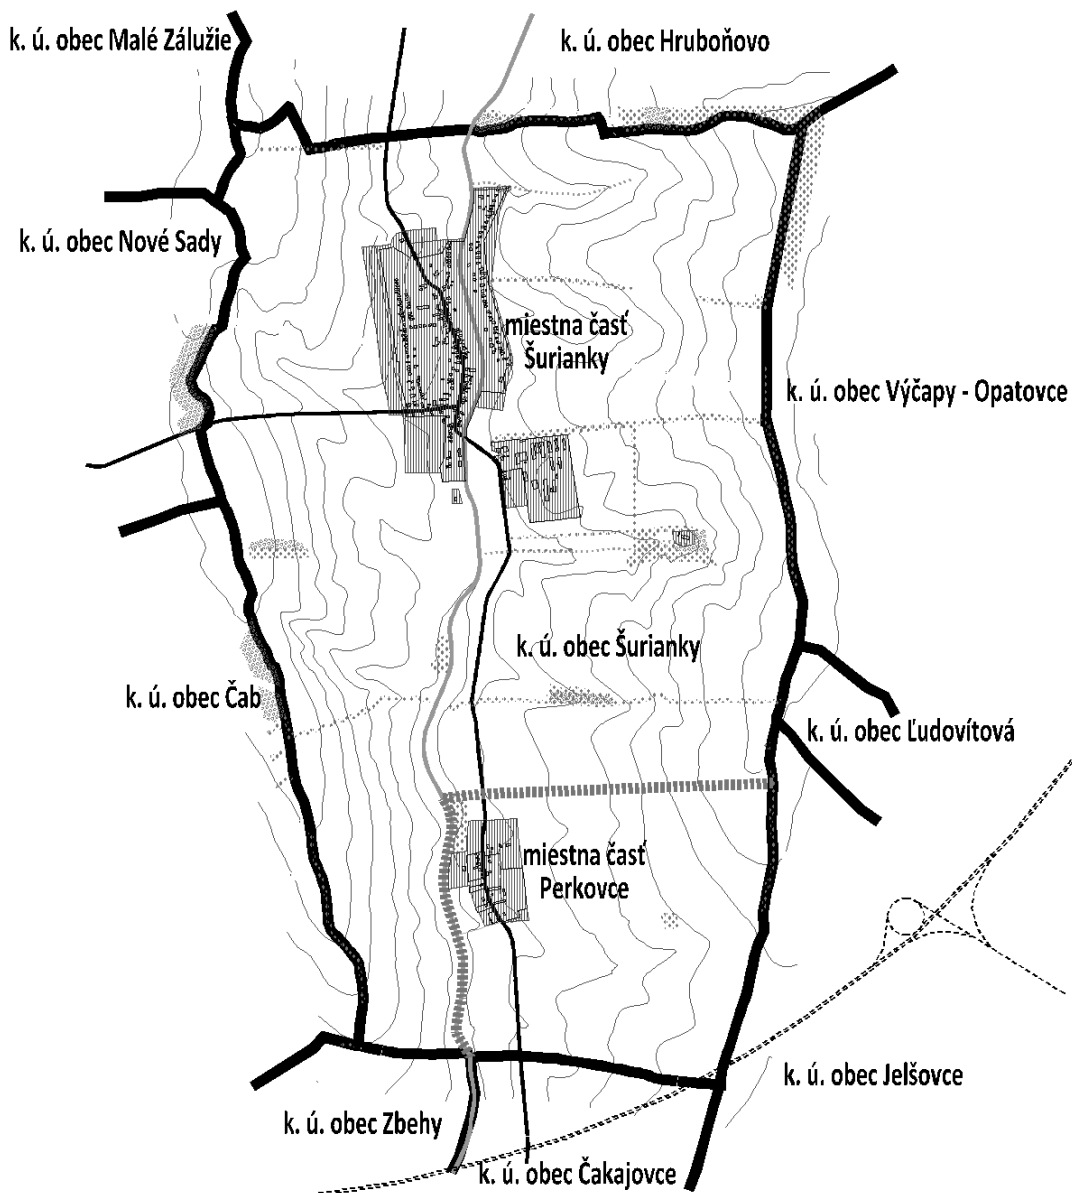 k. ú. obec Malé Zálužie
k. ú. obec Hruboňovo
k. ú. obec Nové Sady
miestna časť
Šurianky
k. ú. obec Výčapy - Opatovce
k. ú. obec Šurianky
k. ú. obec Čab
k. ú. obec Ľudovítová
miestna časť
Perkovce
k. ú. obec Jelšovce
k. ú. obec Zbehy
k. ú. obec Čakajovce